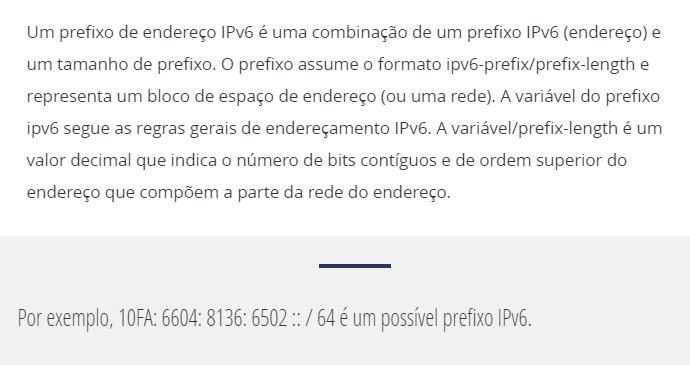 Um prefixo de endereço IPv6 é uma combinação de um prefixo IPv6 (endereço) e
um tamanho de prefixo. O prefixo assume o formato ipv6-prefix/prefix-length e
representa um bloco de espaço de endereço (ou uma rede). A variável do prefixo
ipv6 segue as regras gerais de endereçamento IPv6. A variável/prefix-length é um
valor decimal que indica o número de bits contíguos e de ordem superior do
endereço que compõem a parte da rede do endereço.
Por exemplo, 10FA: 6604: 8136: 6502 :: / 64 é um possível prefixo IPv6.